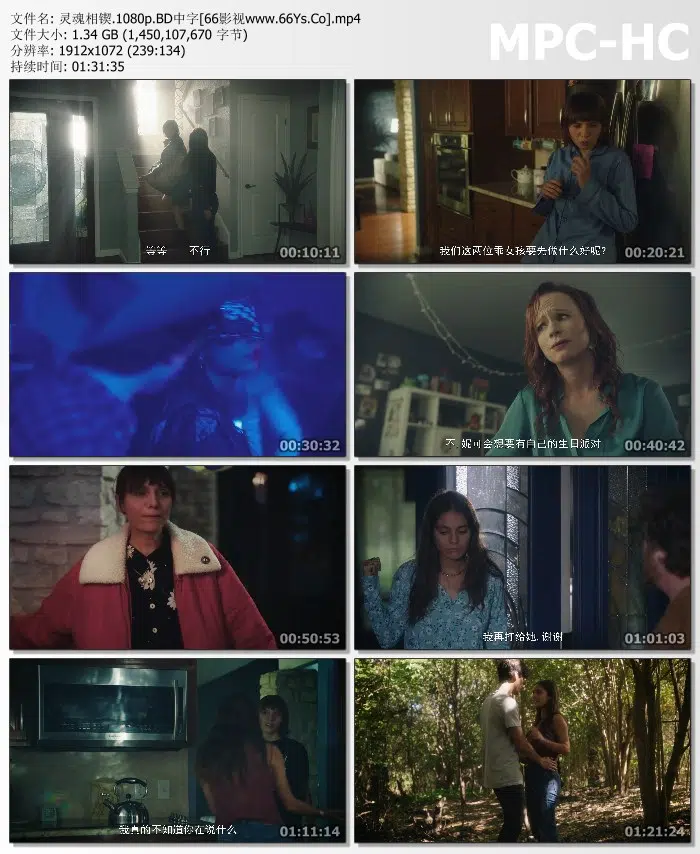 文件名: 灵魂相锲.1080p.BD中字[66影视www.66Ys.Co].mp4
文件大小: 1.34 GB (1,450,107,670 字节)
分辨率: 1912x1072 (239:134)
持续时间: 01:31:35
MPC-HC
等等 不行
00:10:11
我们这两位乖女孩要先做什么好呢?
00:20:21
00:30:32
不,妮可会想要有自己的生日派对
00:40:42
00:50:53
我再打给她,谢谢
01:01:03
我真的不知道你在说什么
01:11:14
01:21:24